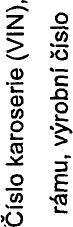 Číslo karoserie (VIN),
rámu, výrobní číslo